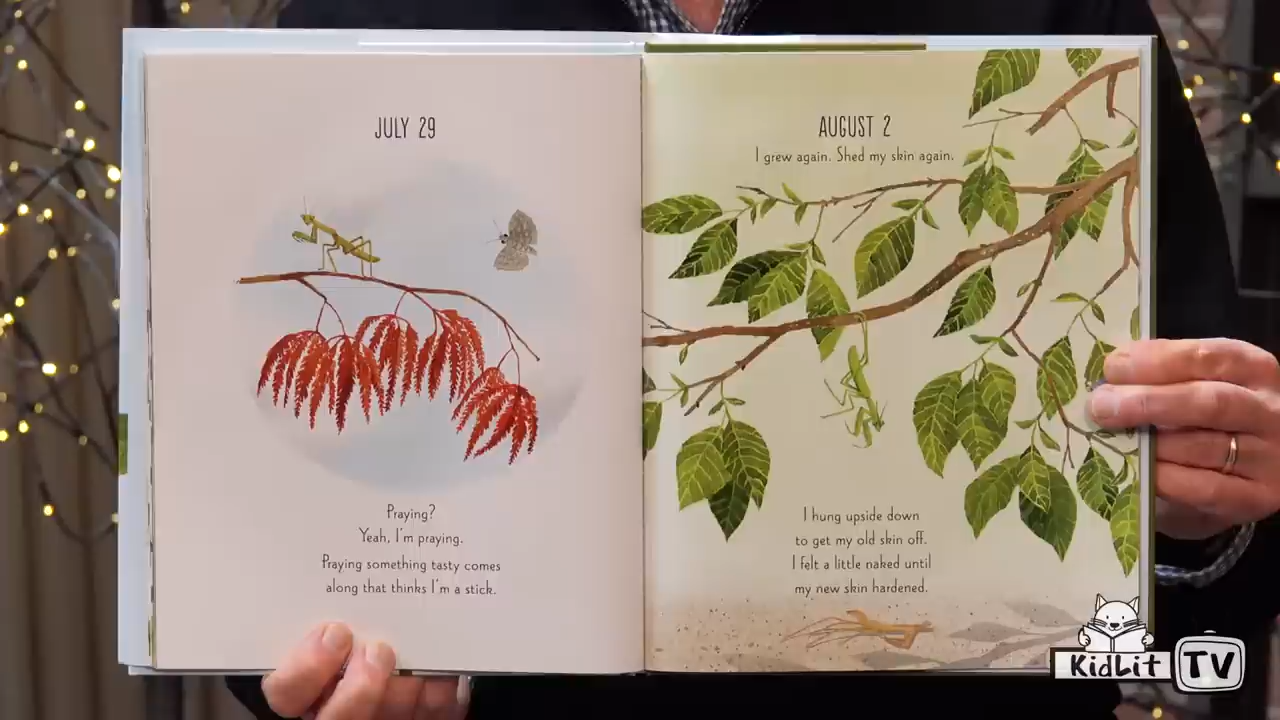 JULY 29
Praying?
Yeah, I'm praying.
Praying something tasty comes
along that thinks I'm a stick.
AUGUST 2
I grew again. Shed my skin again.
I hung upside down
to get my old skin off.
I felt a little naked until
my new skin hardened.
KidLit TV